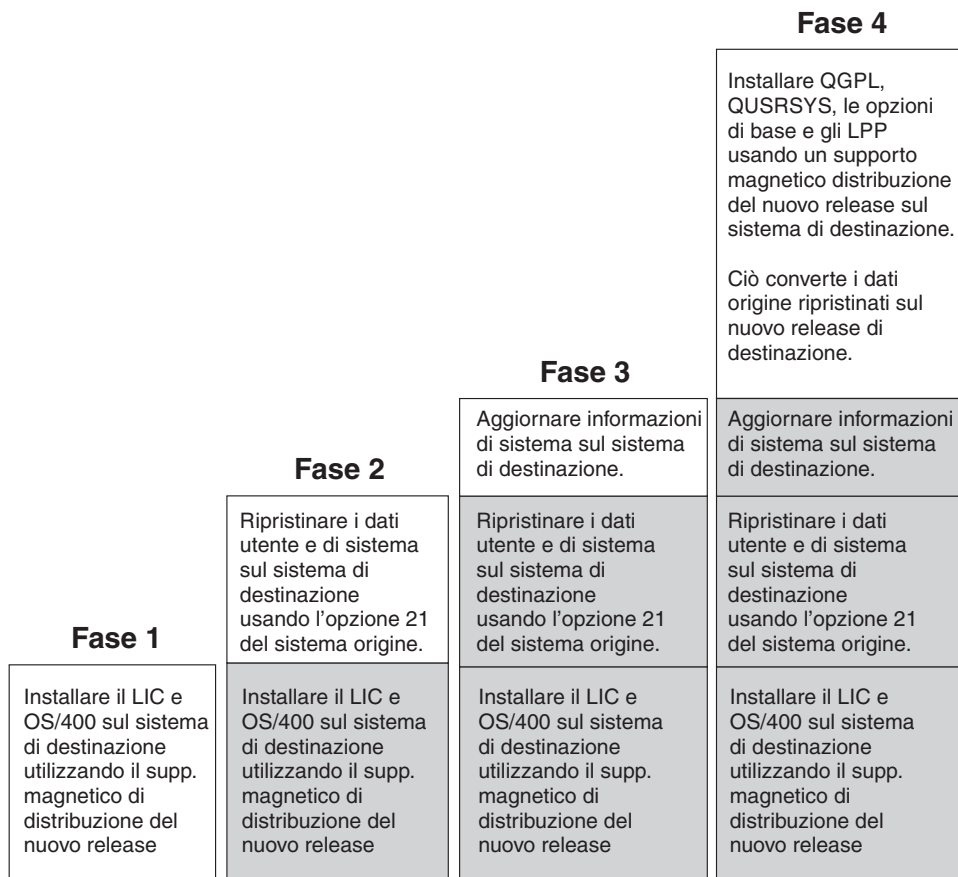 Fase 1
Installare il LIC e
OS/400 sul sistema
di destinazione
utilizzando il supp.
magnetico di
distribuzione del
nuovo release
Fase 2
Ripristinare i dati
utente e di sistema
sul sistema di
destinazione
usando l'opzione 21
del sistema origine.
Installare il LIC e
OS/400 sul sistema
di destinazione
utilizzando il supp.
magnetico di
distribuzione del
nuovo release
Fase 3
Aggiornare informazioni
di sistema sul sistema
di destinazione.
Ripristinare i dati
utente e di sistema
sul sistema di
destinazione
usando l'opzione 21
del sistema origine.
Installare il LIC e
OS/400 sul sistema
di destinazione
utilizzando il supp.
magnetico di
distribuzione del
nuovo release
Fase 4
Installare QGPL,
QUSRSYS, le opzioni
di base e gli LPP
usando un supporto
magnetico distribuzione
del nuovo release sul
sistema di destinazione.
Ciò converte i dati
origine ripristinati sul
nuovo release di
destinazione.
Aggiornare informazioni
di sistema sul sistema
di destinazione.
Ripristinare i dati
utente e di sistema
sul sistema di
destinazione
usando l'opzione 21
del sistema origine.
Installare il LIC e
OS/400 sul sistema
di destinazione
utilizzando il supp.
magnetico di
distribuzione del
nuovo release